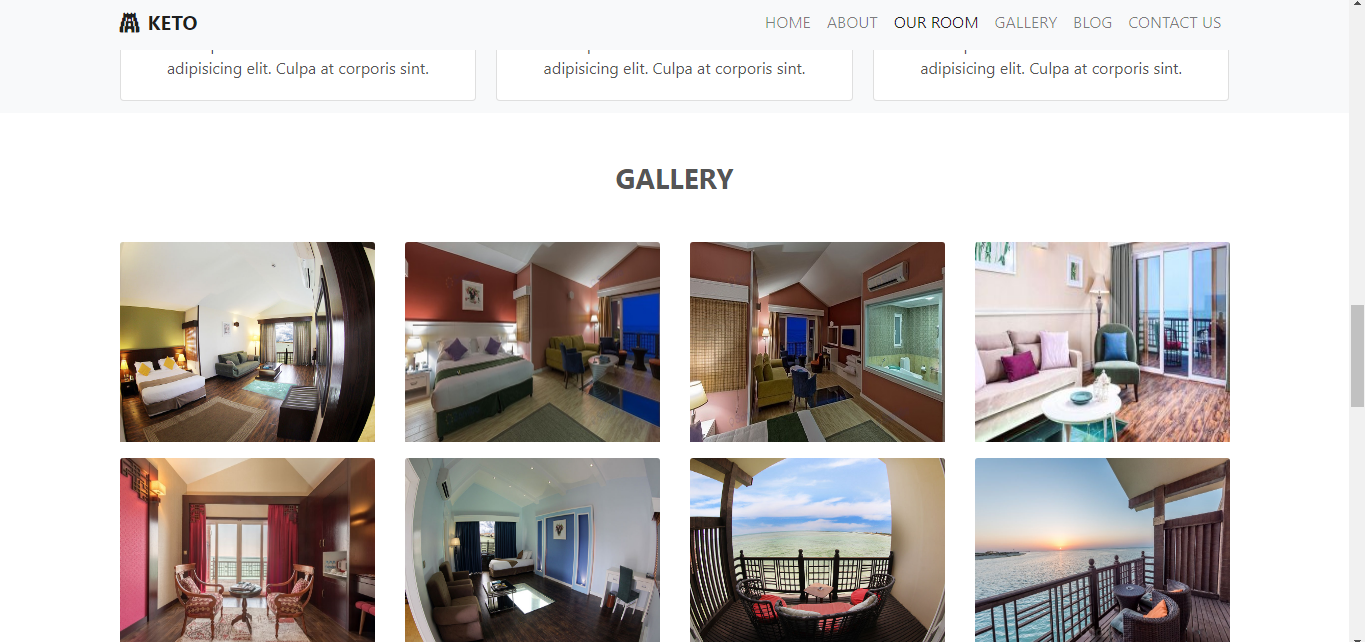 KETO
HOME ABOUT OUR ROOM GALLERY BLOG CONTACT US
adipisicing elit. Culpa at corporis sint.
adipisicing elit. Culpa at corporis sint.
adipisicing elit. Culpa at corporis sint.
GALLERY